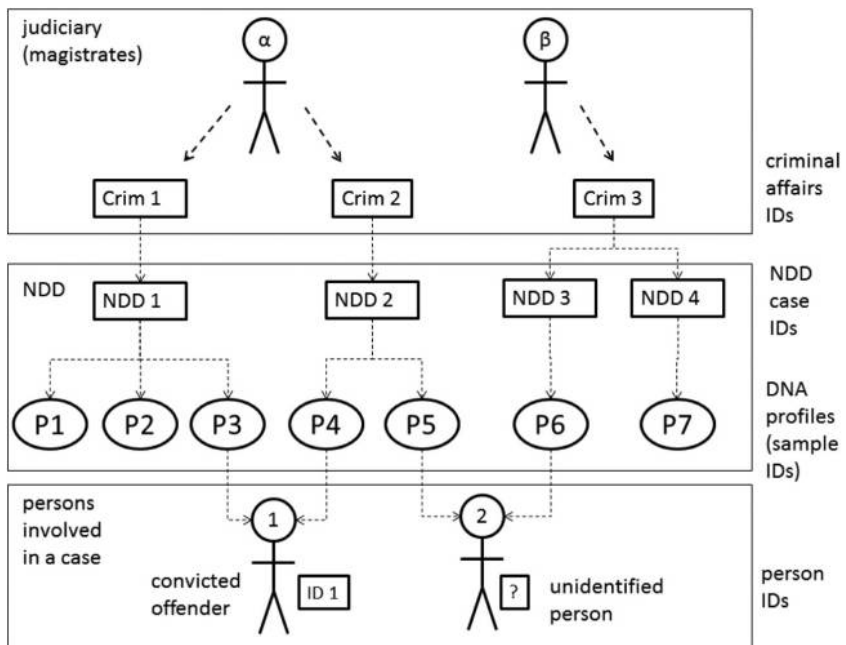 judiciary
(magistrates)
α
β
criminal
affairs
IDs
Crim 1
Crim 2
Crim 3
NDD
NDD
case
IDs
NDD 1
NDD 2
NDD 3
NDD 4
P1
P2
P3
P4
P5
P6
P7
DNA
profiles
(sample
IDs)
persons
involved
in a case
1
2
convicted
offender
ID 1
?
unidentified
person
person
IDs